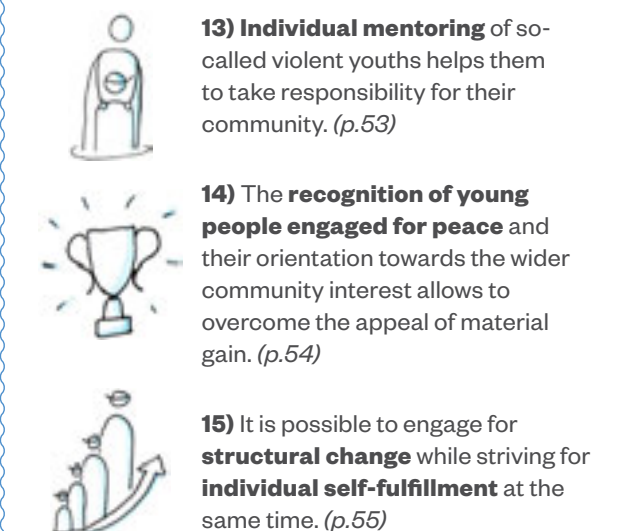 13) Individual mentoring of so-
called violent youths helps them
to take responsibility for their
community. (p.53)
14) The recognition of young
people engaged for peace and
their orientation towards the wider
community interest allows to
overcome the appeal of material
gain. (p.54)
15) It is possible to engage for
structural change while striving for
individual self-fulfillment at the
same time. (p.55)